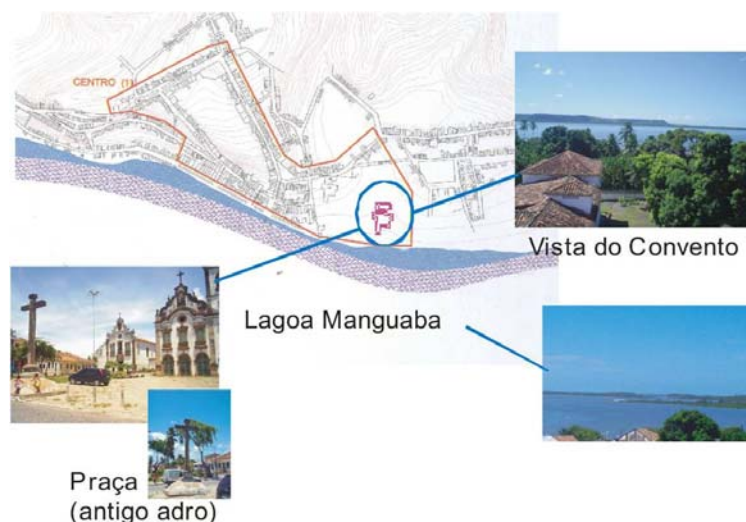 CENTRO (1)
Vista do Convento
Lagoa Manguaba
Praça
(antigo adro)